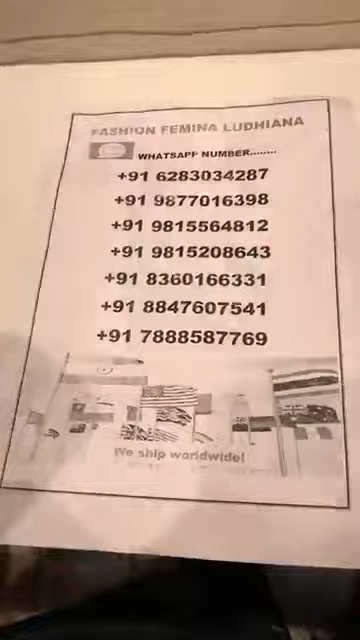 FASHION FEMINA LUDHIANA
WHATSAPP NUMBER........
+91 6283034287
+91 9877016398
+91 9815564812
+91 9815208643
+91 8360166331
+91 8847607541
+91 7888587769
We ship worldwide!